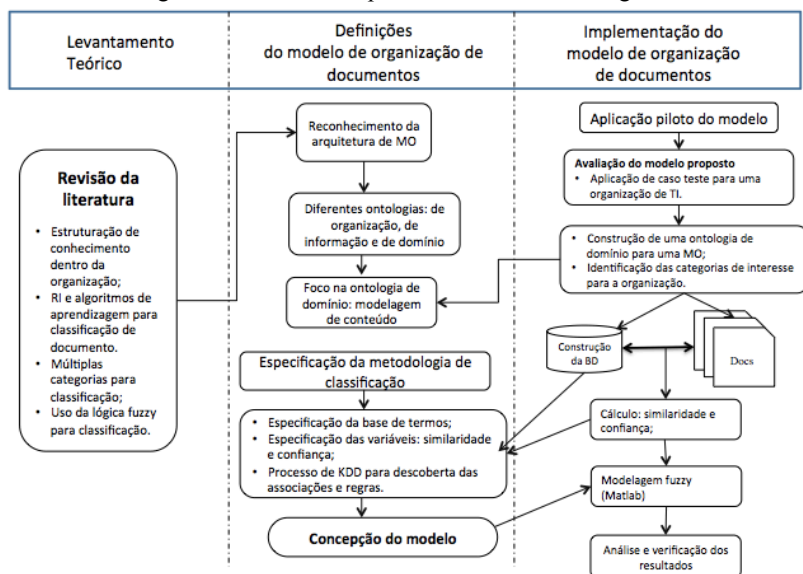 Levantamento
Teórico
Definições
do modelo de organização de
documentos
Implementação do
modelo de organização
de documentos
Revisão da
literatura
• Estruturação de
conhecimento
dentro da
organização;
• RI e algoritmos de
aprendizagem para
classificação de
documento.
• Múltiplas
categorias para
classificação;
• Uso da lógica fuzzy
para classificação.
Reconhecimento da
arquitetura de MO
Diferentes ontologias: de
organização, de
informação e de domínio
Foco na ontologia de
domínio: modelagem
de conteúdo
Especificação da metodologia de
classificação
• Especificação da base de termos;
• Especificação das variáveis: similaridade
e confiança;
• Processo de KDD para descoberta das
associações e regras.
Concepção do modelo
Aplicação piloto do modelo
Avaliação do modelo proposto
• Aplicação de caso teste para uma
organização de TI.
• Construção de uma ontologia de
domínio para uma MO;
• Identificação das categorias de interesse
para a organização.
Construção
da BD
Docs
Cálculo: similaridade e
confiança;
Modelagem fuzzy
(Matlab)
Análise e verificação dos
resultados